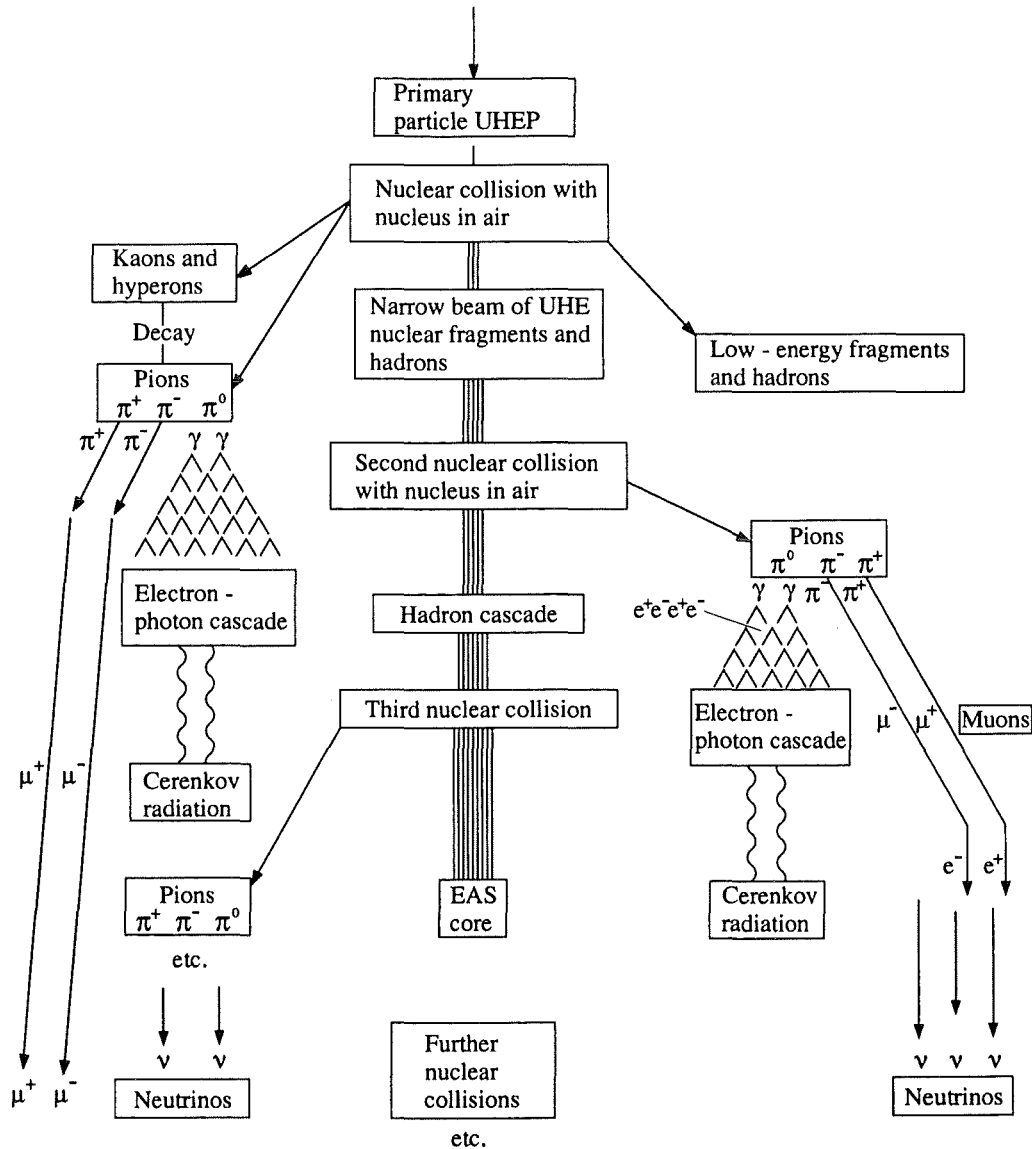 Primary
particle UHEP
Nuclear collision with
nucleus in air
Kaons and
hyperons
Narrow beam of UHE
nuclear fragments and
hadrons
Decay
Low - energy fragments
and hadrons
Pions
π⁺ π⁻ π⁰
π⁺ π⁻ γ γ
Second nuclear collision
with nucleus in air
Pions
π⁰ π⁻ π⁺
γ γ π⁻ π⁺
e⁺e⁻e⁺e⁻
Electron -
photon cascade
Hadron cascade
Third nuclear collision
Electron -
photon cascade
μ⁻ μ⁺
Muons
μ⁺ μ⁻
Cerenkov
radiation
e⁻ e⁺
Pions
π⁺ π⁻ π⁰
etc.
EAS
core
Cerenkov
radiation
ν ν
Neutrinos
μ⁺ μ⁻
Further
nuclear
collisions
etc.
ν ν ν
Neutrinos